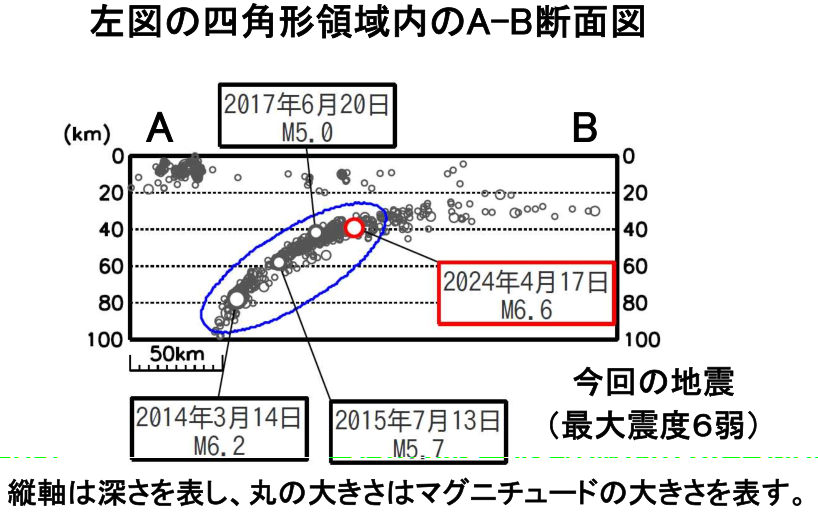 左図の四角形領域内のA-B断面図
2017年6月20日
M5.0
(km)
A
B
0
20
40
60
80
100
0
20
40
60
80
100
2024年4月17日
M6.6
50km
2014年3月14日
M6.2
2015年7月13日
M5.7
今回の地震
（最大震度６弱）
縦軸は深さを表し、丸の大きさはマグニチュードの大きさを表す。